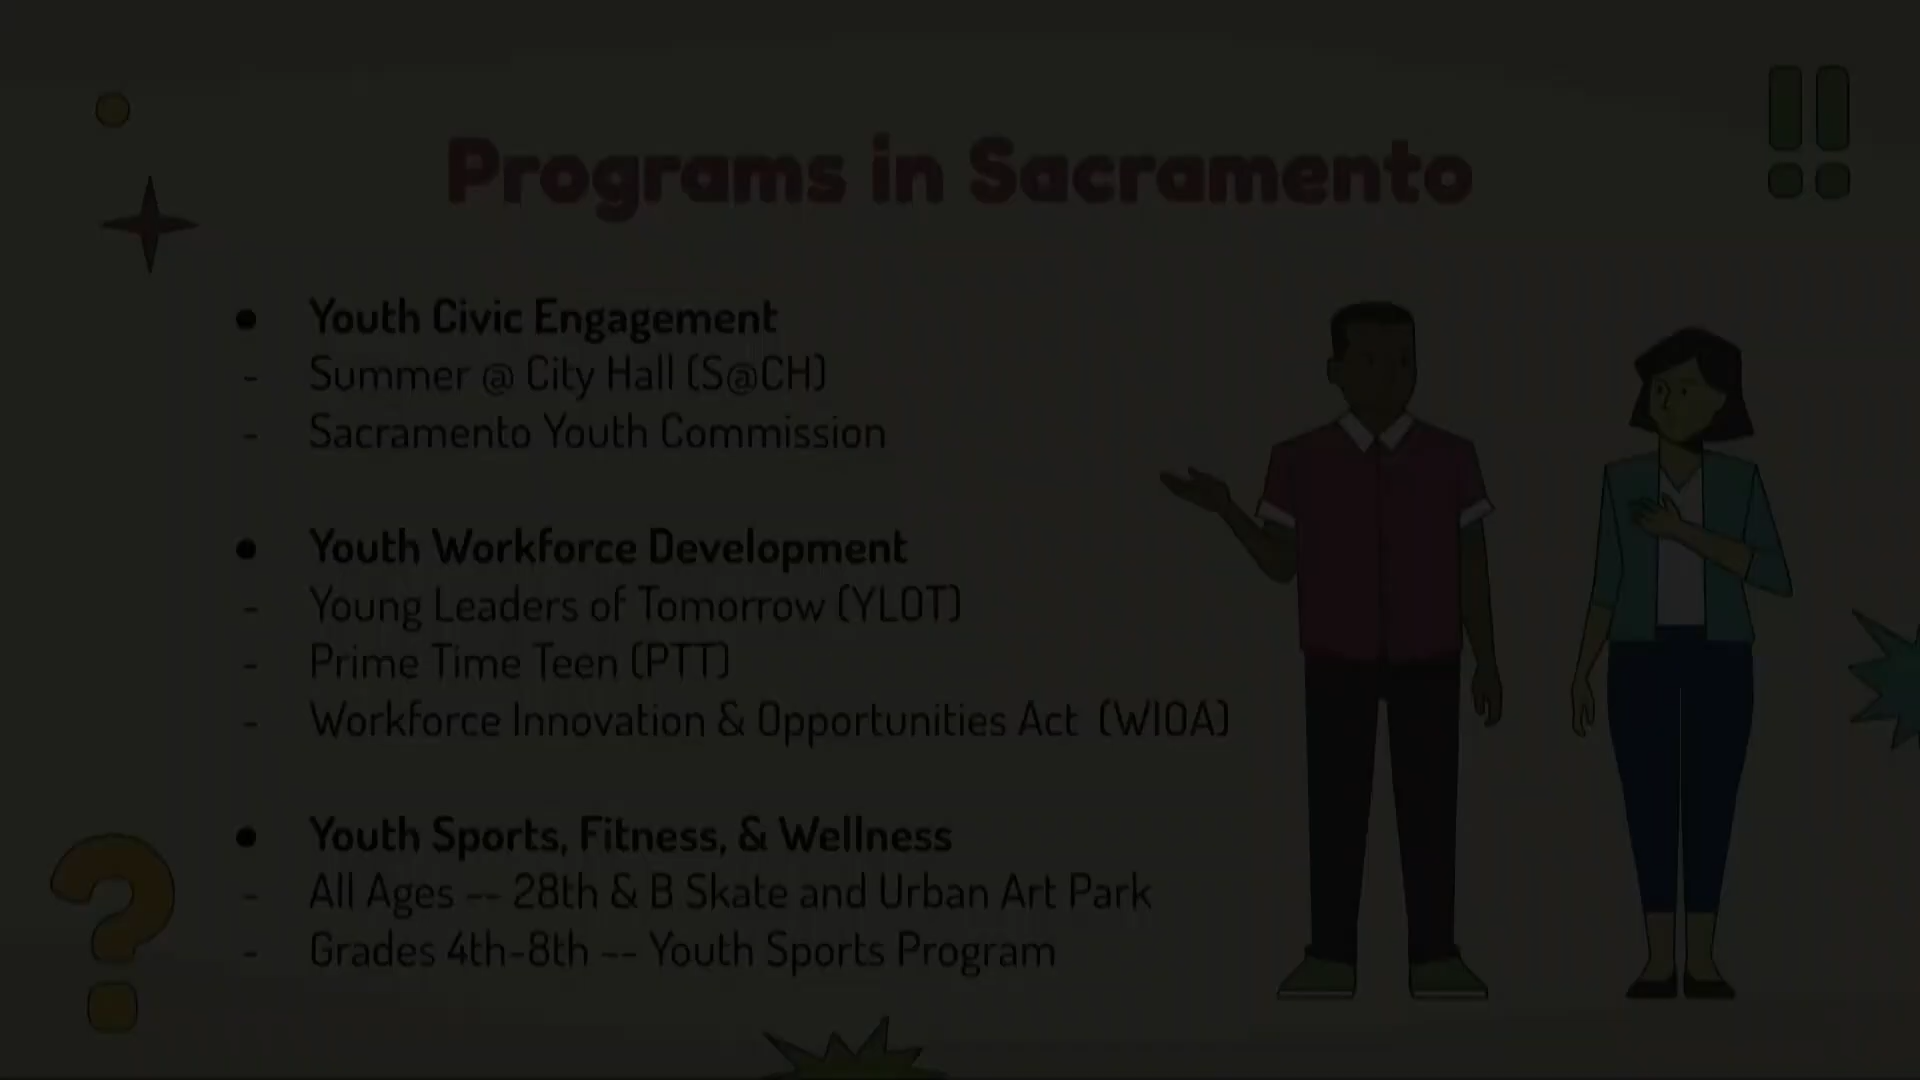 Programs in Sacramento
● Youth Civic Engagement
- Summer @ City Hall (S@CH)
- Sacramento Youth Commission
● Youth Workforce Development
- Young Leaders of Tomorrow (YLOT)
- Prime Time Teen (PTT)
- Workforce Innovation & Opportunities Act (WIOA)
● Youth Sports, Fitness, & Wellness
- All Ages -- 28th & B Skate and Urban Art Park
- Grades 4th-8th -- Youth Sports Program